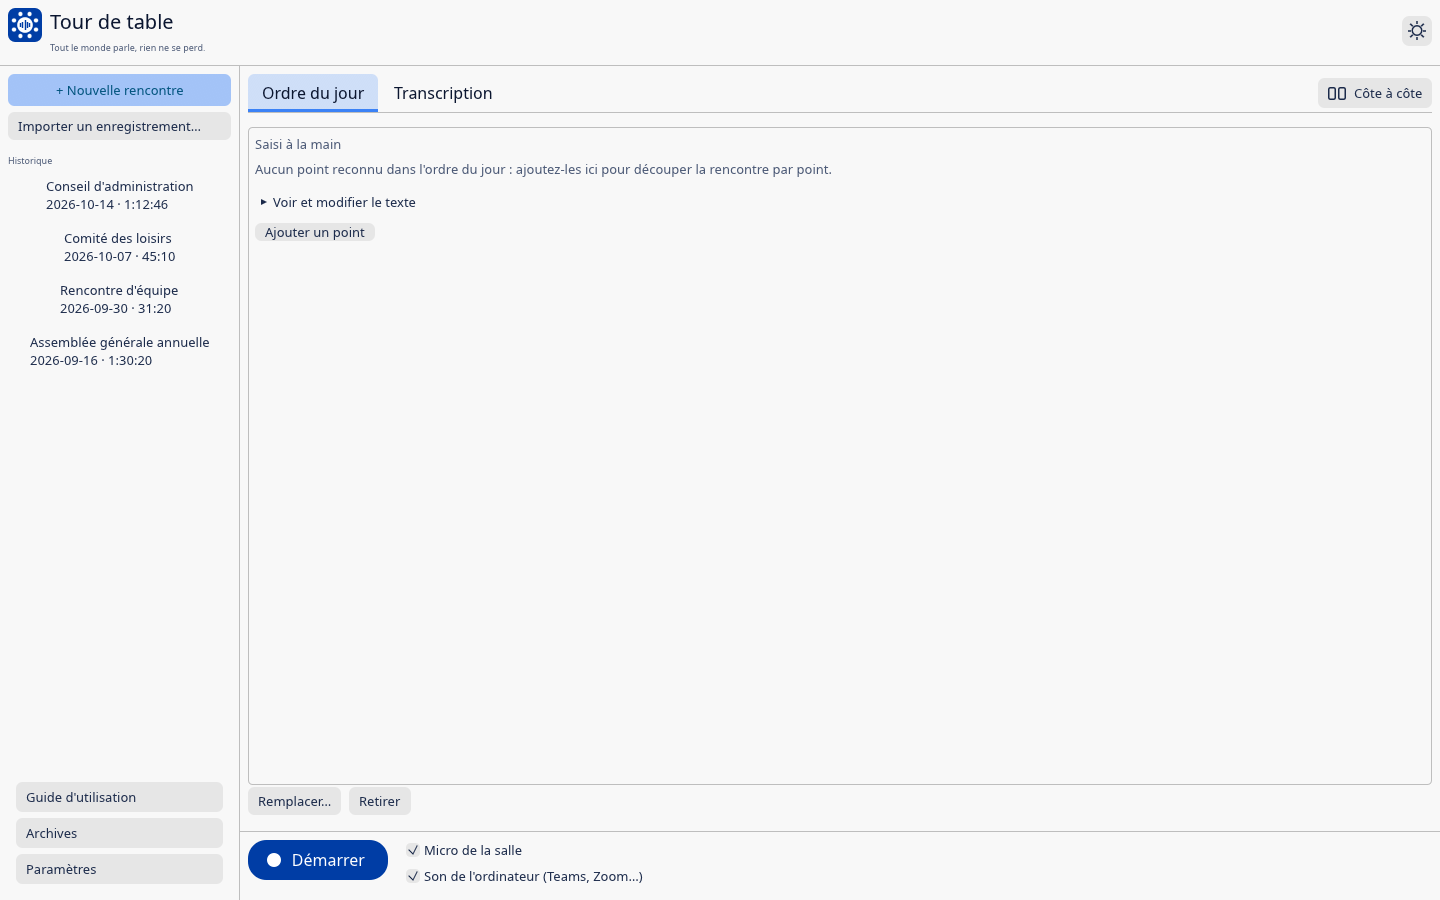 Tour de table
Tout le monde parle, rien ne se perd.
+ Nouvelle rencontre
Importer un enregistrement…
Historique
Conseil d'administration
2026-10-14 · 1:12:46
Comité des loisirs
2026-10-07 · 45:10
Rencontre d'équipe
2026-09-30 · 31:20
Assemblée générale annuelle
2026-09-16 · 1:30:20
Guide d'utilisation
Archives
Paramètres
Ordre du jour
Transcription
Côte à côte
Saisi à la main
Aucun point reconnu dans l'ordre du jour : ajoutez-les ici pour découper la rencontre par point.
Voir et modifier le texte
Ajouter un point
Remplacer…
Retirer
Démarrer
Micro de la salle
Son de l'ordinateur (Teams, Zoom…)